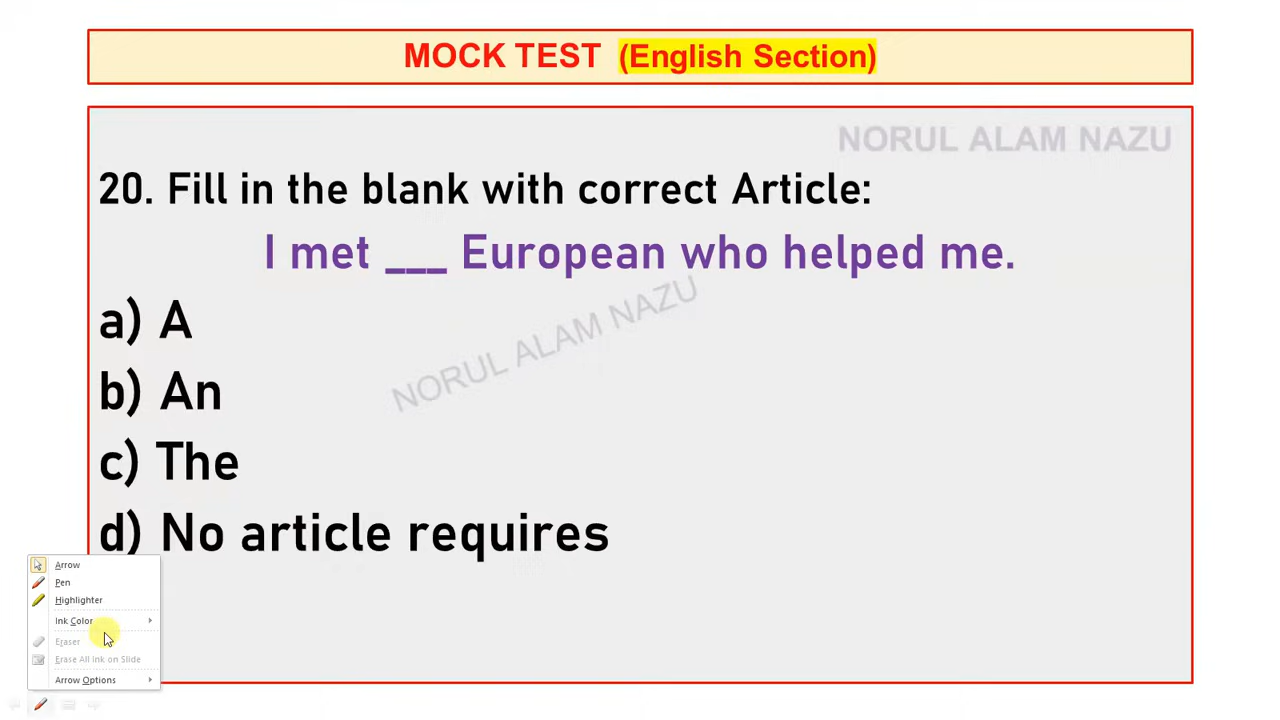 MOCK TEST (English Section)
NORUL ALAM NAZU
20. Fill in the blank with correct Article:
I met ___ European who helped me.
NORUL ALAM NAZU
a) A
b) An
c) The
d) No article requires
Arrow
Pen
Highlighter
Ink Color
Eraser
Erase All Ink on Slide
Arrow Options